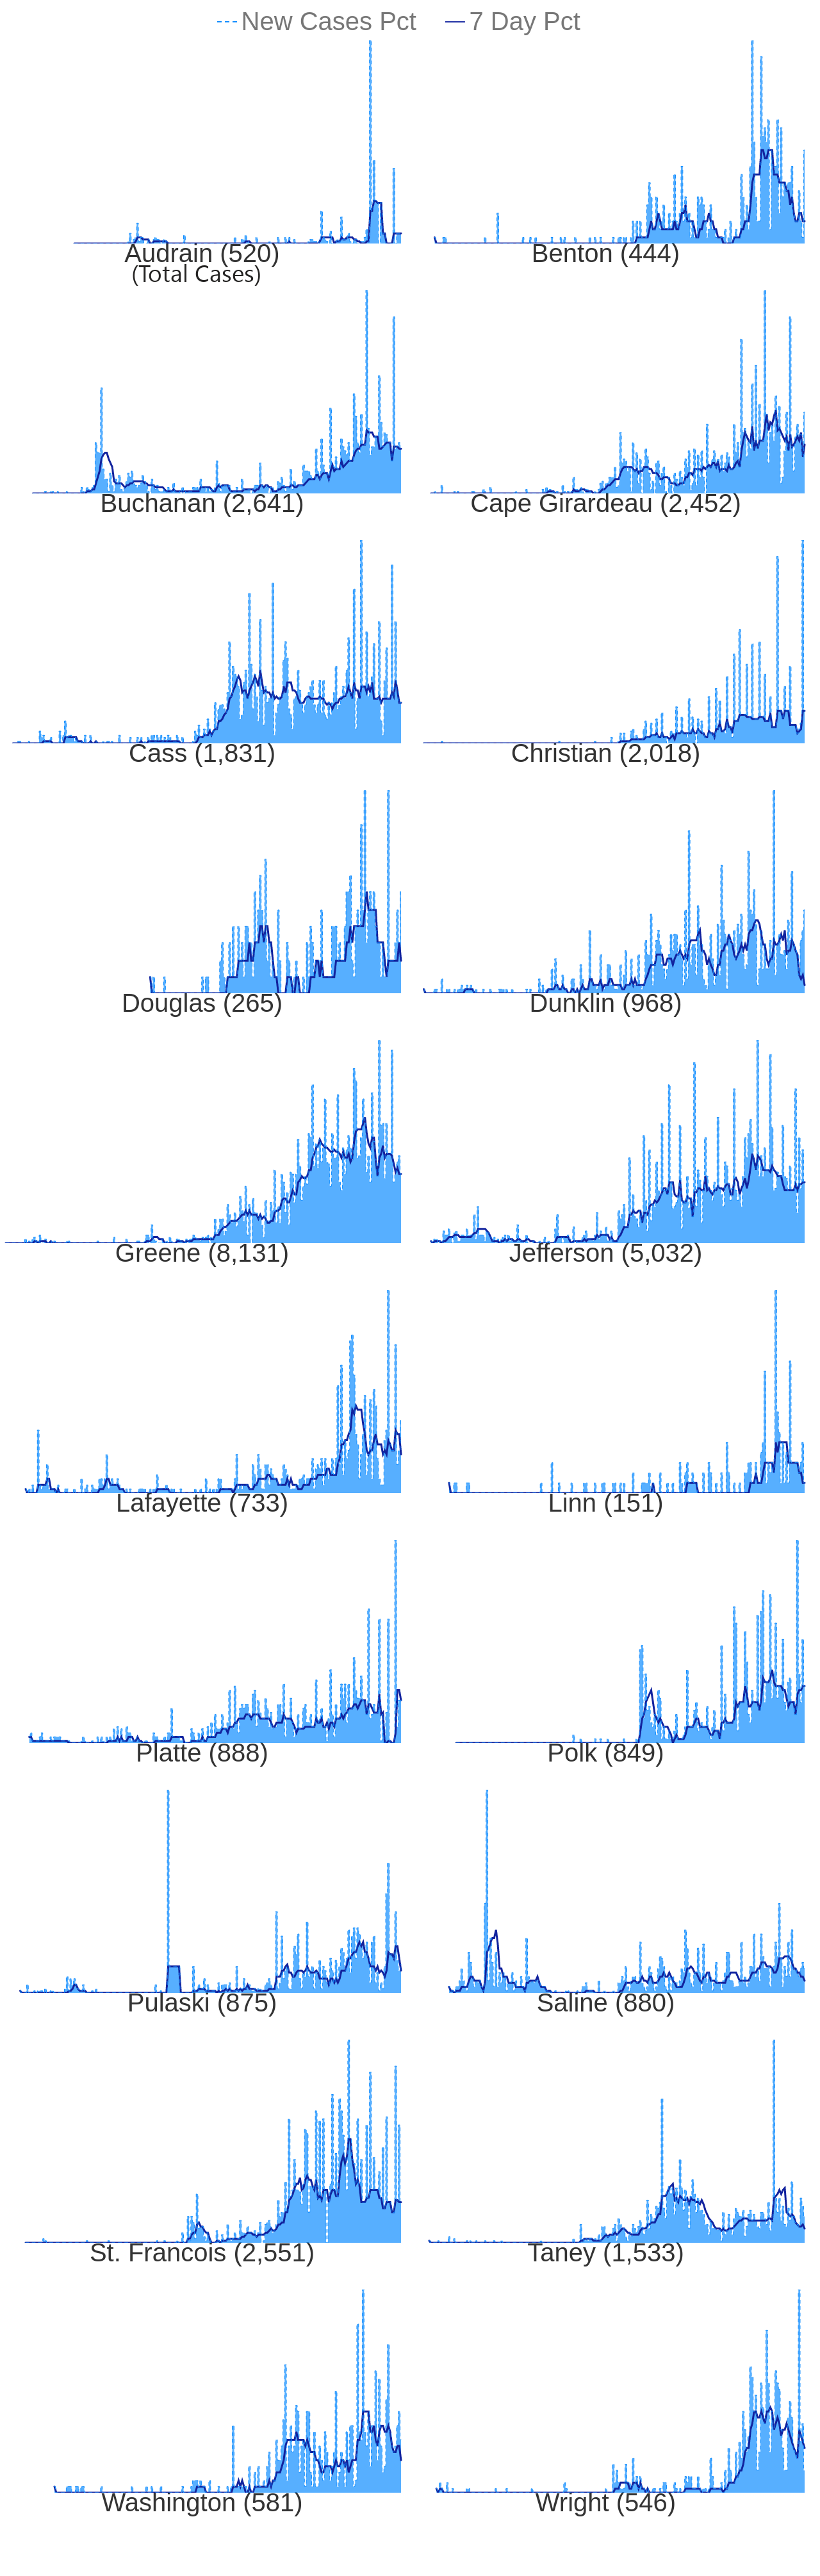 New Cases Pct 7 Day Pct
Audrain (520) Benton (444)
(Total Cases)
Buchanan (2,641) Cape Girardeau (2,452)
Cass (1,831) Christian (2,018)
Douglas (265) Dunklin (968)
Greene (8,131) Jefferson (5,032)
Lafayette (733) Linn (151)
Platte (888) Polk (849)
Pulaski (875) Saline (880)
St. Francois (2,551) Taney (1,533)
Washington (581) Wright (546)